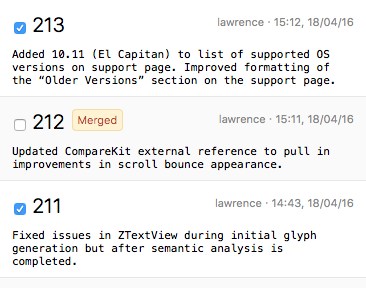 213
lawrence · 15:12, 18/04/16
Added 10.11 (El Capitan) to list of supported OS
versions on support page. Improved formatting of
the “Older Versions” section on the support page.
212 Merged
lawrence · 15:11, 18/04/16
Updated CompareKit external reference to pull in
improvements in scroll bounce appearance.
211
lawrence · 14:43, 18/04/16
Fixed issues in ZTextView during initial glyph
generation but after semantic analysis is
completed.